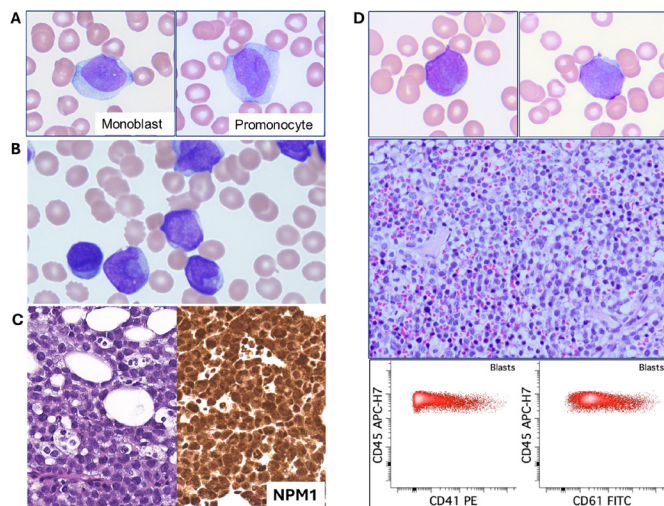 A
Monoblast
Promonocyte
B
C
NPM1
D
Blasts
CD45 APC-H7
CD41 PE
Blasts
CD45 APC-H7
CD61 FITC